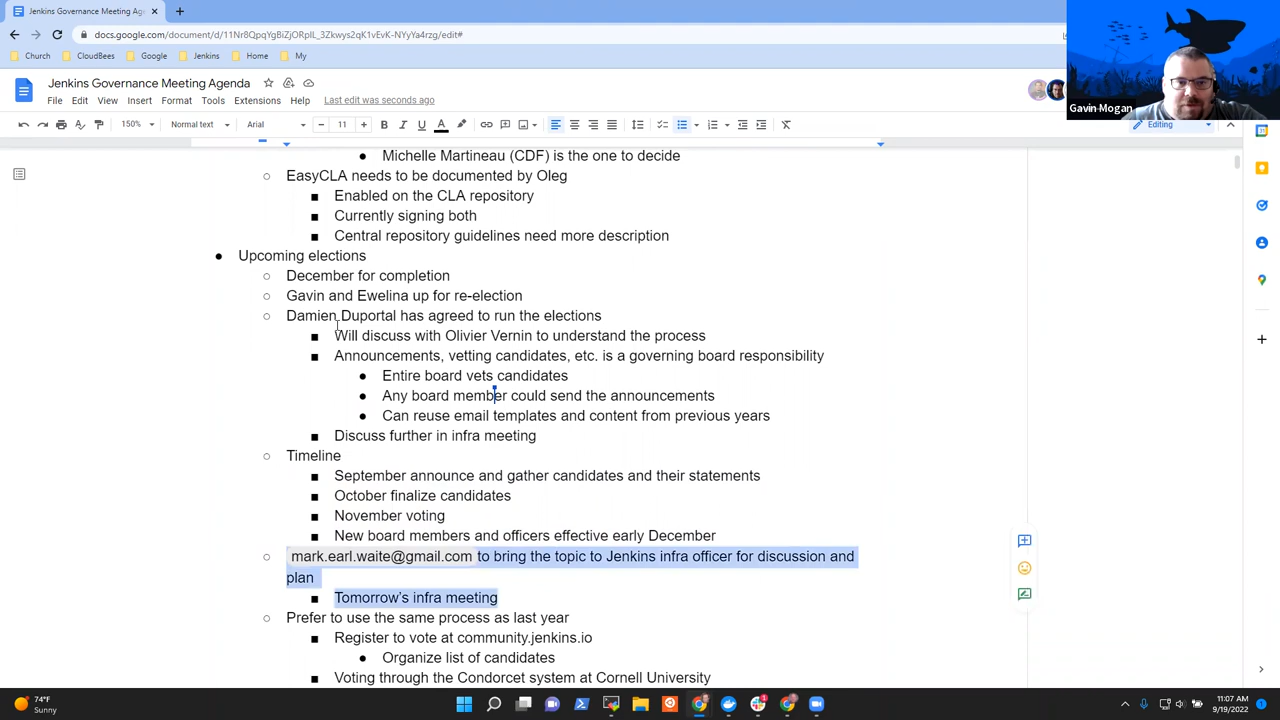 Jenkins Governance Meeting Age
docs.google.com/document/d/11Nr8QpqYgBiZjORpIL_3Zkwys2qK1vEvK-NYyYa4rzg/edit#
Church
CloudBees
Google
Jenkins
Home
My
Jenkins Governance Meeting Agenda
File Edit View Insert Format Tools Extensions Help Last edit was seconds ago
150% Normal text Arial 11 Editing
Gavin Mogan
Michelle Martineau (CDF) is the one to decide
EasyCLA needs to be documented by Oleg
Enabled on the CLA repository
Currently signing both
Central repository guidelines need more description
Upcoming elections
December for completion
Gavin and Ewelina up for re-election
Damien Duportal has agreed to run the elections
Will discuss with Olivier Vernin to understand the process
Announcements, vetting candidates, etc. is a governing board responsibility
Entire board vets candidates
Any board member could send the announcements
Can reuse email templates and content from previous years
Discuss further in infra meeting
Timeline
September announce and gather candidates and their statements
October finalize candidates
November voting
New board members and officers effective early December
mark.earl.waite@gmail.com to bring the topic to Jenkins infra officer for discussion and
plan
Tomorrow's infra meeting
Prefer to use the same process as last year
Register to vote at community.jenkins.io
Organize list of candidates
Voting through the Condorcet system at Cornell University
74°F
Sunny
11:07 AM
9/19/2022